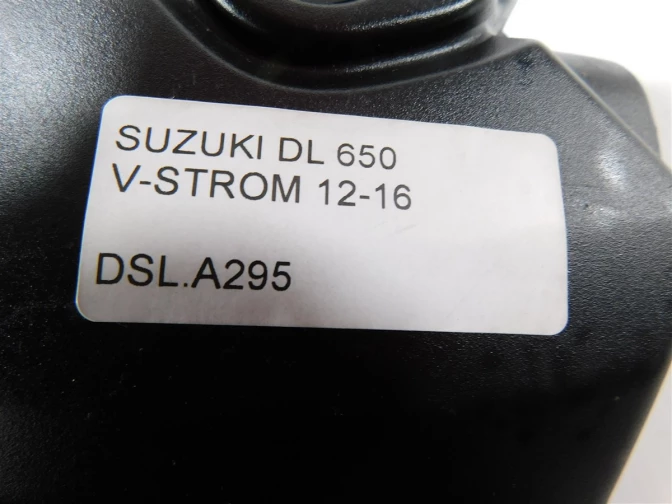 SUZUKI DL 650
V-STROM 12-16
DSL.A295